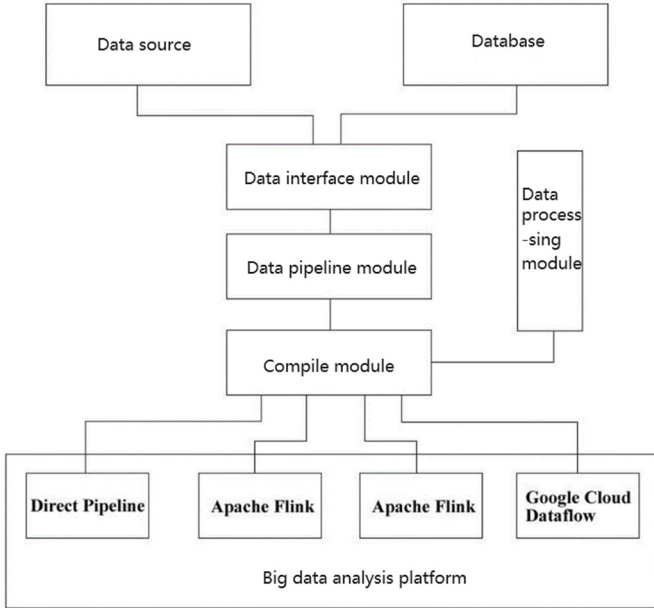 Data source
Database
Data interface module
Data
process
-sing
module
Data pipeline module
Compile module
Direct Pipeline
Apache Flink
Apache Flink
Google Cloud
Dataflow
Big data analysis platform